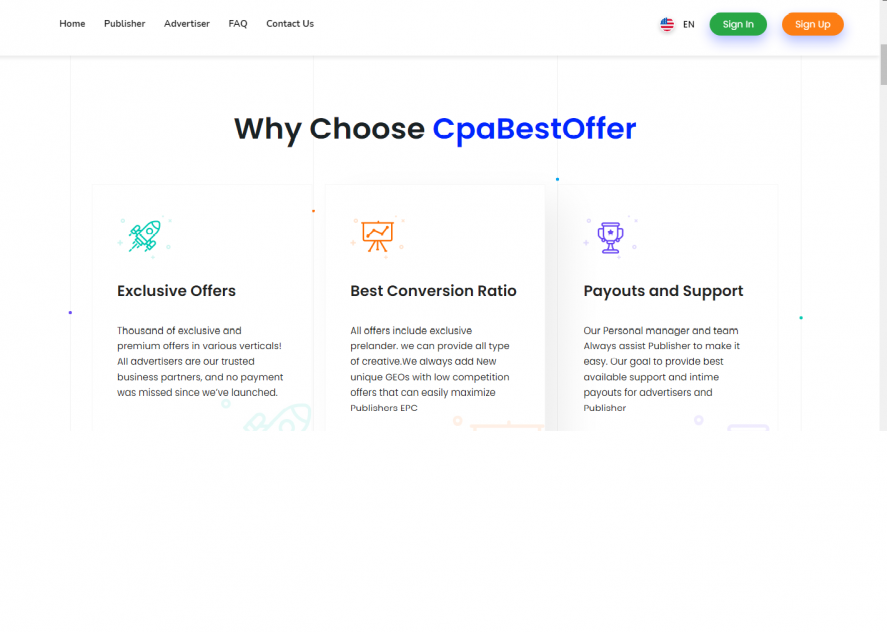 Home Publisher Advertiser FAQ Contact Us EN Sign In Sign Up
Why Choose CpaBestOffer
Exclusive Offers
Thousand of exclusive and
premium offers in various verticals!
All advertisers are our trusted
business partners, and no payment
was missed since we've launched.
Best Conversion Ratio
All offers include exclusive
prelander. we can provide all type
of creative.We always add New
unique GEOs with low competition
offers that can easily maximize
Publishers EPC
Payouts and Support
Our Personal manager and team
Always assist Publisher to make it
easy. Our goal to provide best
available support and intime
payouts for advertisers and
Publisher